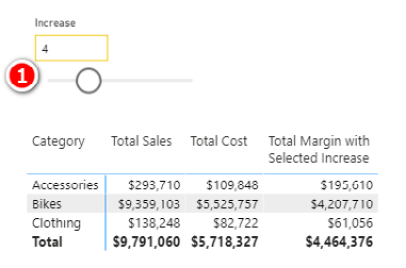 Increase
4
1
Category Total Sales Total Cost Total Margin with
Selected Increase
Accessories $293,710 $109,848 $195,610
Bikes $9,359,103 $5,525,757 $4,207,710
Clothing $138,248 $82,722 $61,056
Total $9,791,060 $5,718,327 $4,464,376